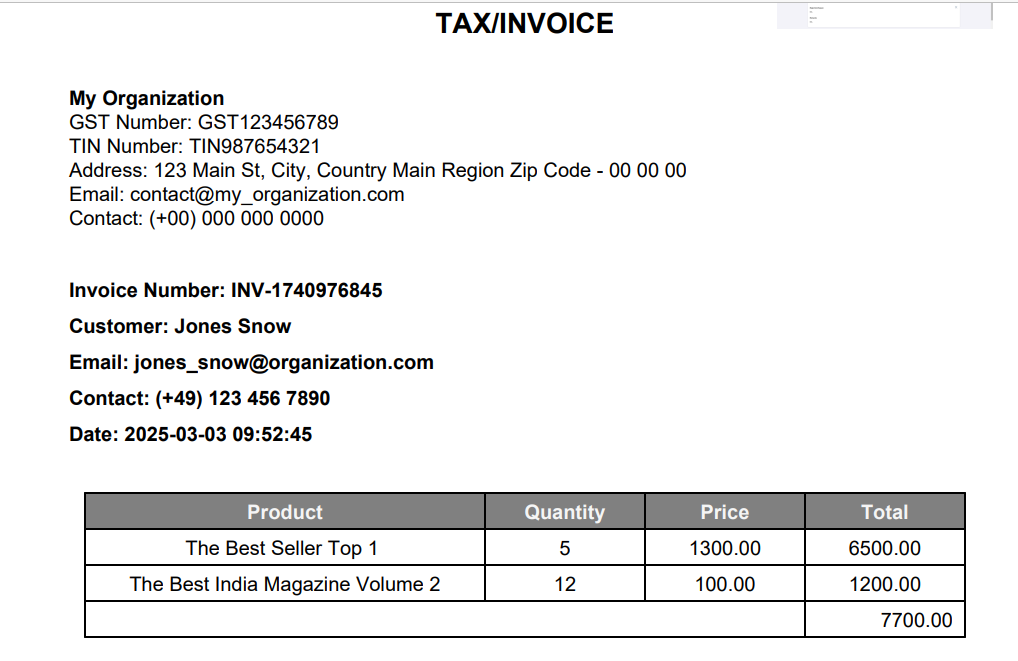 TAX/INVOICE
My Organization
GST Number: GST123456789
TIN Number: TIN987654321
Address: 123 Main St, City, Country Main Region Zip Code - 00 00 00
Email: contact@my_organization.com
Contact: (+00) 000 000 0000
Invoice Number: INV-1740976845
Customer: Jones Snow
Email: jones_snow@organization.com
Contact: (+49) 123 456 7890
Date: 2025-03-03 09:52:45
Product Quantity Price Total
The Best Seller Top 1 5 1300.00 6500.00
The Best India Magazine Volume 2 12 100.00 1200.00
7700.00